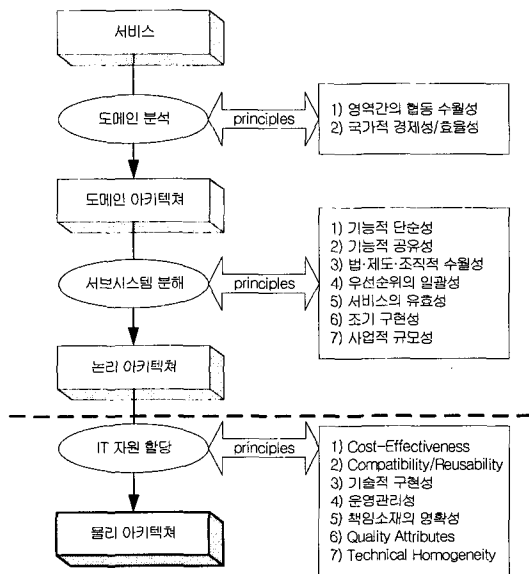 서비스
도메인 분석
principles
1) 영역간의 협동 수월성
2) 국가적 경제성/효율성
도메인 아키텍쳐
서브시스템 분해
principles
1) 기능적 단순성
2) 기능적 공유성
3) 법·제도·조직적 수월성
4) 우선순위의 일괄성
5) 서비스의 유효성
6) 조기 구현성
7) 사업적 규모성
논리 아키텍쳐
IT 자원 할당
principles
1) Cost-Effectiveness
2) Compatibility/Reusability
3) 기술적 구현성
4) 운영관리성
5) 책임소재의 명확성
6) Quality Attributes
7) Technical Homogeneity
물리 아키텍쳐